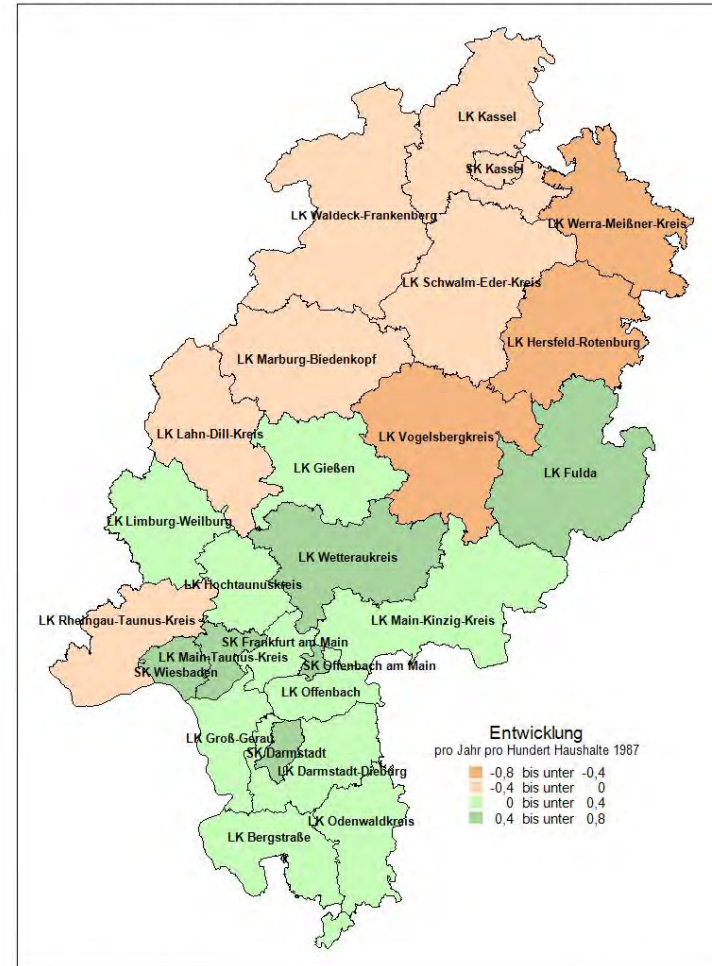 LK Kassel
SK Kassel
LK Waldeck-Frankenberg
LK Werra-Meißner-Kreis
LK Schwalm-Eder-Kreis
LK Hersfeld-Rotenburg
LK Marburg-Biedenkopf
LK Lahn-Dill-Kreis
LK Vogelsbergkreis
LK Gießen
LK Fulda
LK Limburg-Weilburg
LK Wetteraukreis
LK Hochtaunuskreis
LK Rheingau-Taunus-Kreis
LK Main-Kinzig-Kreis
SK Frankfurt am Main
LK Main-Taunus-Kreis
SK Offenbach am Main
SK Wiesbaden
LK Offenbach
LK Groß-Gerau
SK Darmstadt
LK Darmstadt-Dieburg
LK Odenwaldkreis
LK Bergstraße
Entwicklung
pro Jahr pro Hundert Haushalte 1987
-0,8 bis unter -0,4
-0,4 bis unter 0
0 bis unter 0,4
0,4 bis unter 0,8